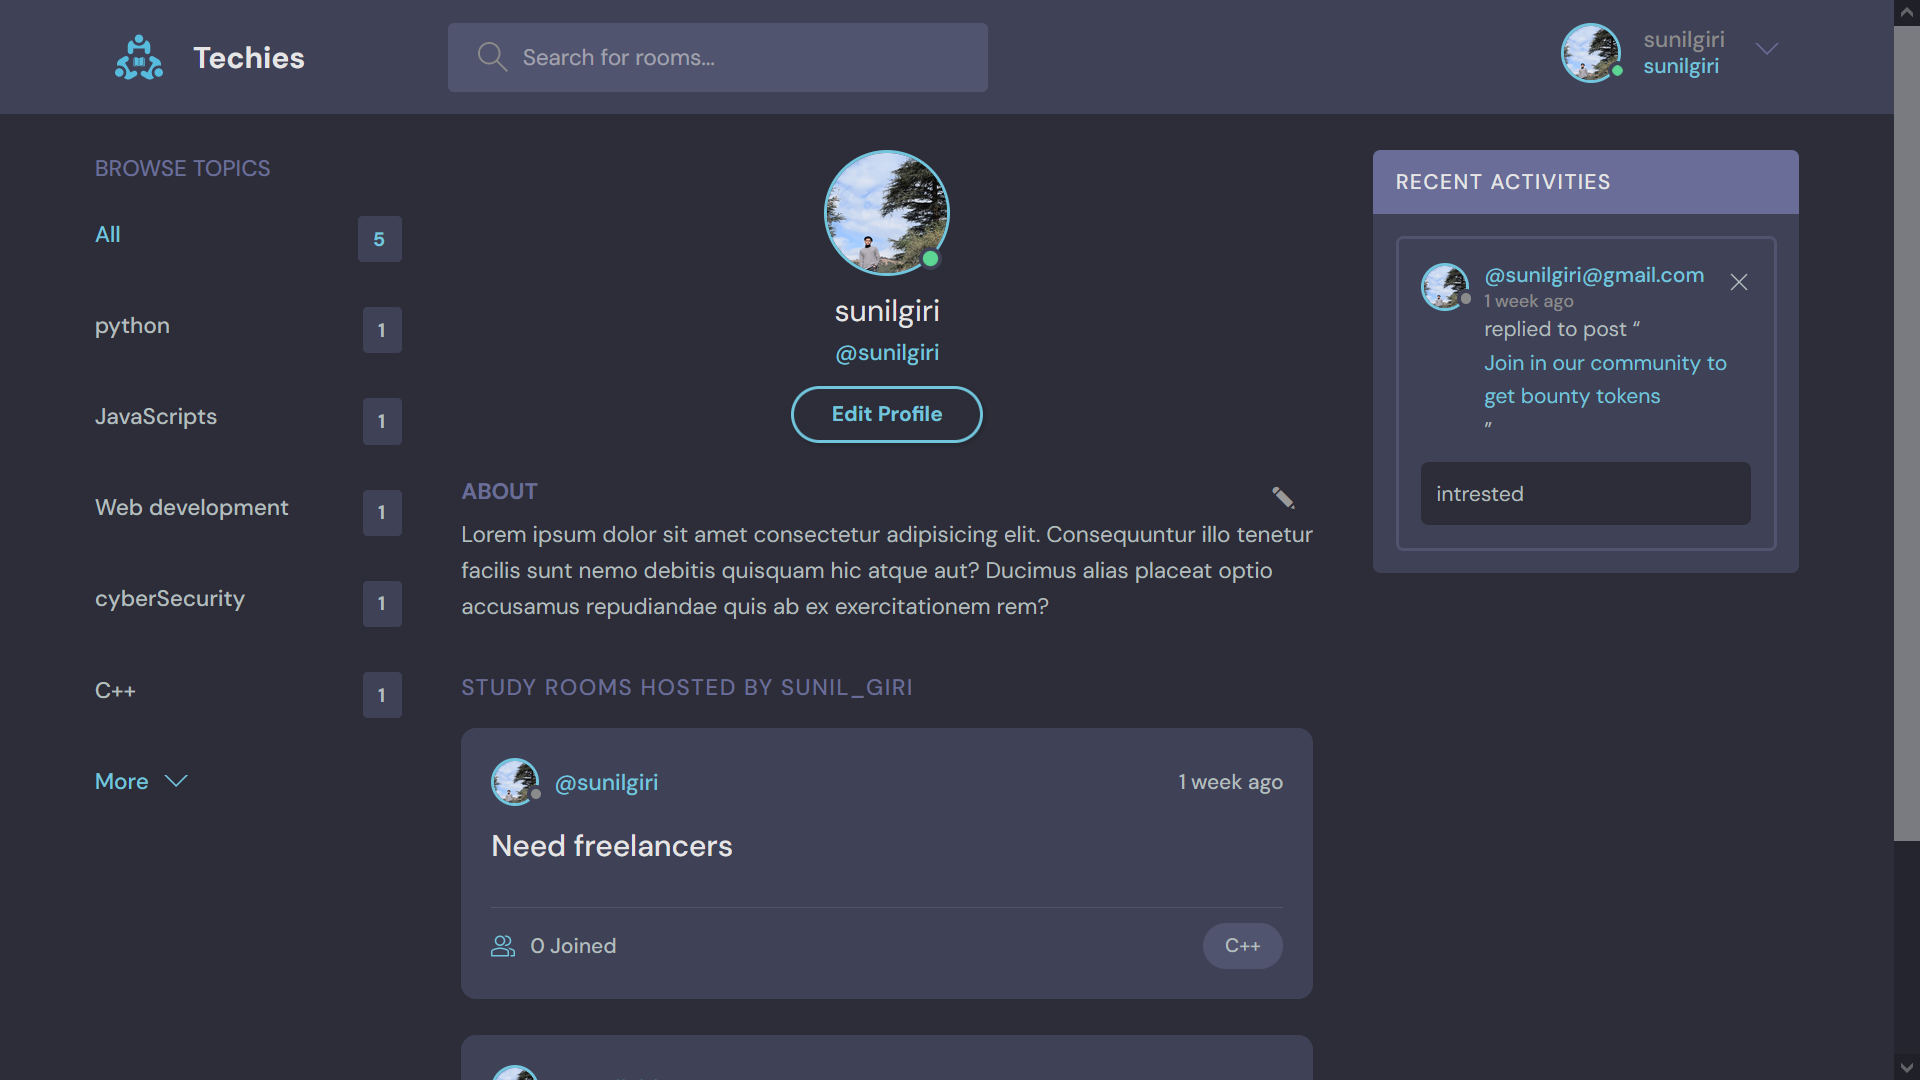 Techies
Search for rooms...
sunilgiri
sunilgiri
BROWSE TOPICS
All
5
python
1
JavaScripts
1
Web development
1
cyberSecurity
1
C++
1
More
sunilgiri
@sunilgiri
Edit Profile
ABOUT
Lorem ipsum dolor sit amet consectetur adipisicing elit. Consequuntur illo tenetur
facilis sunt nemo debitis quisquam hic atque aut? Ducimus alias placeat optio
accusamus repudiandae quis ab ex exercitationem rem?
STUDY ROOMS HOSTED BY SUNIL_GIRI
@sunilgiri
1 week ago
Need freelancers
0 Joined
C++
RECENT ACTIVITIES
@sunilgiri@gmail.com
1 week ago
replied to post “
Join in our community to
get bounty tokens
”
intrested